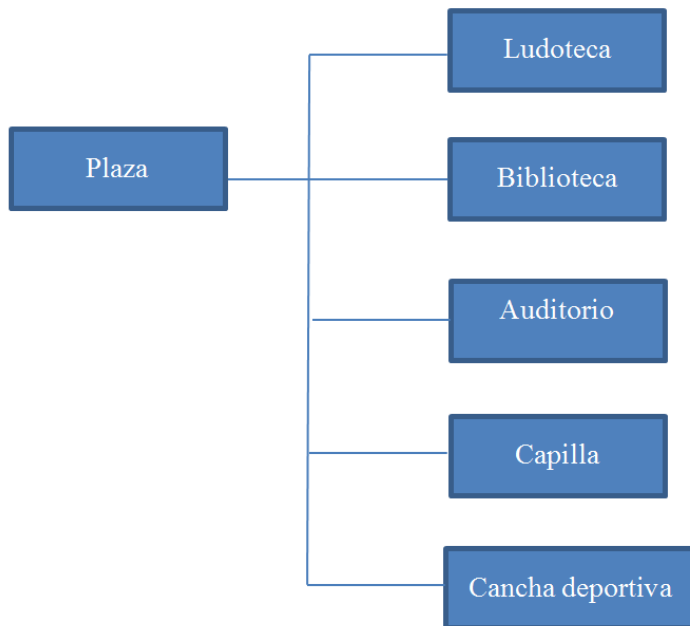 Ludoteca
Plaza
Biblioteca
Auditorio
Capilla
Cancha deportiva